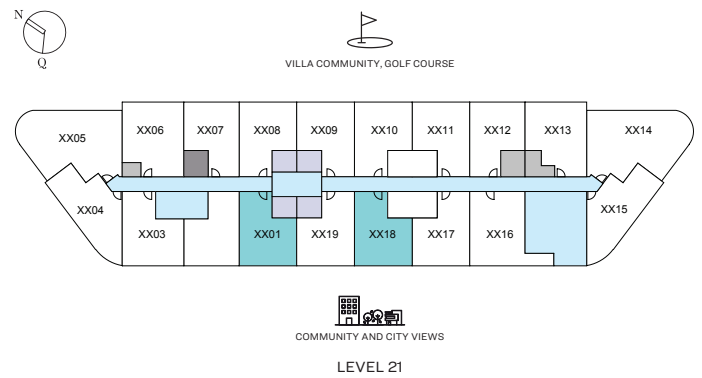 N
Q
VILLA COMMUNITY, GOLF COURSE
XX05
XX06
XX07
XX08
XX09
XX10
XX11
XX12
XX13
XX14
XX04
XX03
XX01
XX19
XX18
XX17
XX16
XX15
COMMUNITY AND CITY VIEWS
LEVEL 21